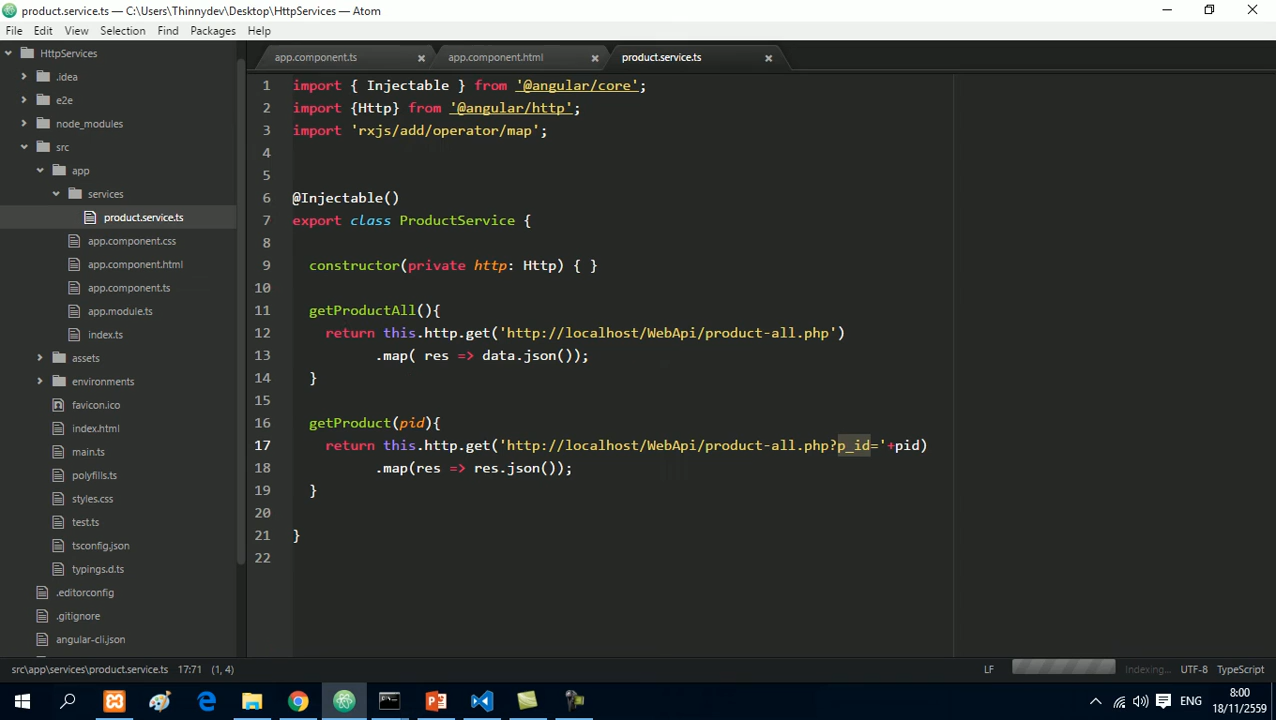 product.service.ts — C:\Users\Thinnydev\Desktop\HttpServices — Atom
File Edit View Selection Find Packages Help
HttpServices
.idea
e2e
node_modules
src
app
services
product.service.ts
app.component.css
app.component.html
app.component.ts
app.module.ts
index.ts
assets
environments
favicon.ico
index.html
main.ts
polyfills.ts
styles.css
test.ts
tsconfig.json
typings.d.ts
.editorconfig
.gitignore
angular-cli.json
app.component.ts
app.component.html
product.service.ts
1 import { Injectable } from '@angular/core';
2 import {Http} from '@angular/http';
3 import 'rxjs/add/operator/map';
4
5
6 @Injectable()
7 export class ProductService {
8
9 constructor(private http: Http) { }
10
11 getProductAll(){
12 return this.http.get('http://localhost/WebApi/product-all.php')
13 .map( res => data.json());
14 }
15
16 getProduct(pid){
17 return this.http.get('http://localhost/WebApi/product-all.php?p_id='+pid)
18 .map(res => res.json());
19 }
20
21 }
22
src\app\services\product.service.ts 17:71 (1, 4)
LF Indexing... UTF-8 TypeScript
ENG
8:00
18/11/2559